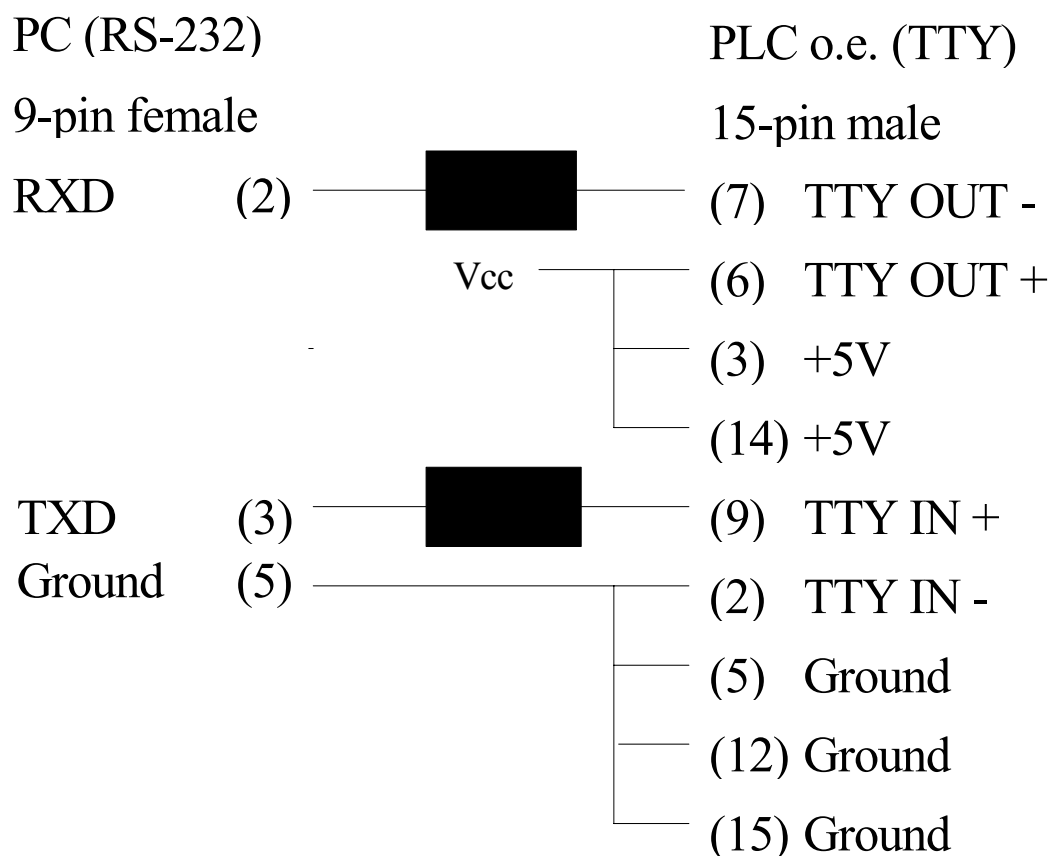 PC (RS-232) PLC o.e. (TTY)
9-pin female 15-pin male
RXD (2) (7) TTY OUT -
Vcc (6) TTY OUT +
(3) +5V
(14) +5V
TXD (3) (9) TTY IN +
Ground (5) (2) TTY IN -
(5) Ground
(12) Ground
(15) Ground